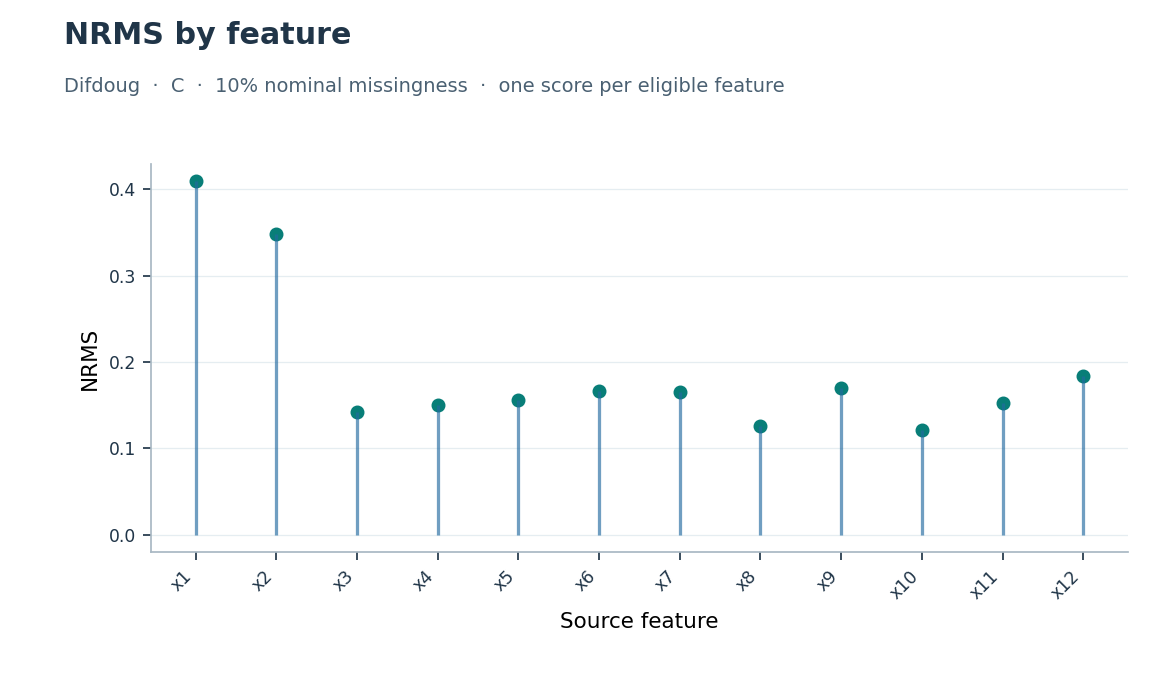 NRMS by feature
Difdoug · C · 10% nominal missingness · one score per eligible feature
NRMS
0.4
0.3
0.2
0.1
0.0
x1 x2 x3 x4 x5 x6 x7 x8 x9 x10 x11 x12
Source feature